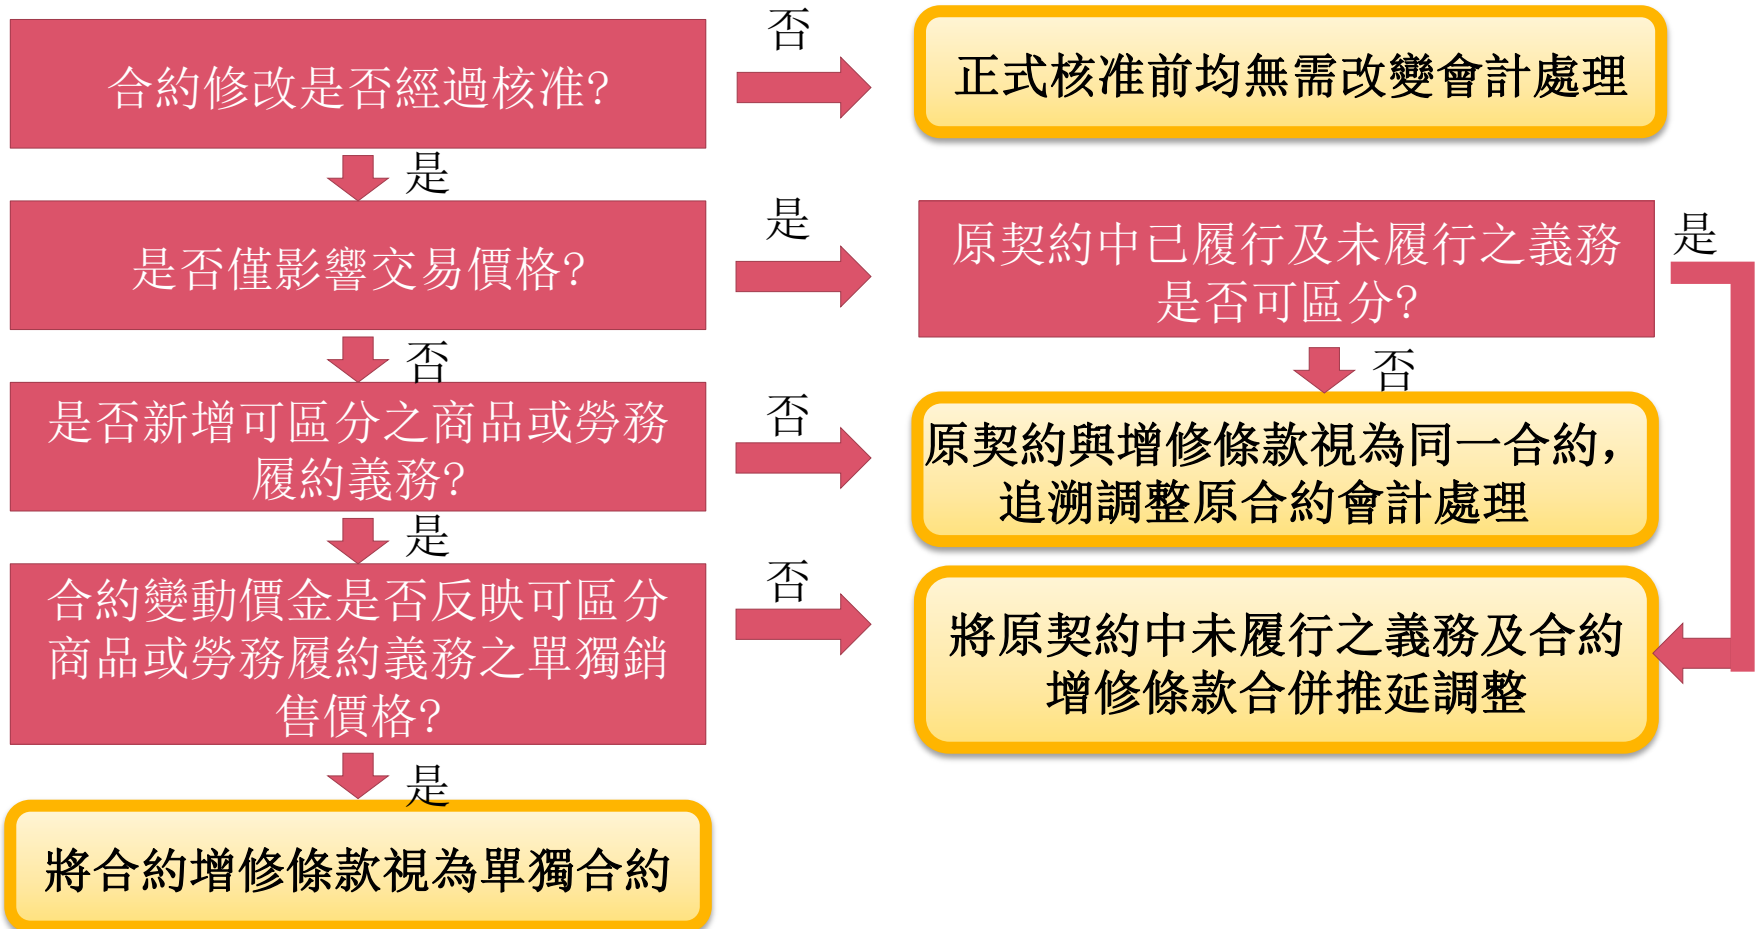 合約修改是否經過核准?
否
正式核准前均無需改變會計處理
是
是否僅影響交易價格?
是
原契約中已履行及未履行之義務
是否可區分?
是
否
否
是否新增可區分之商品或勞務
履約義務?
否
原契約與增修條款視為同一合約,
追溯調整原合約會計處理
是
合約變動價金是否反映可區分
商品或勞務履約義務之單獨銷
售價格?
否
將原契約中未履行之義務及合約
增修條款合併推延調整
是
將合約增修條款視為單獨合約